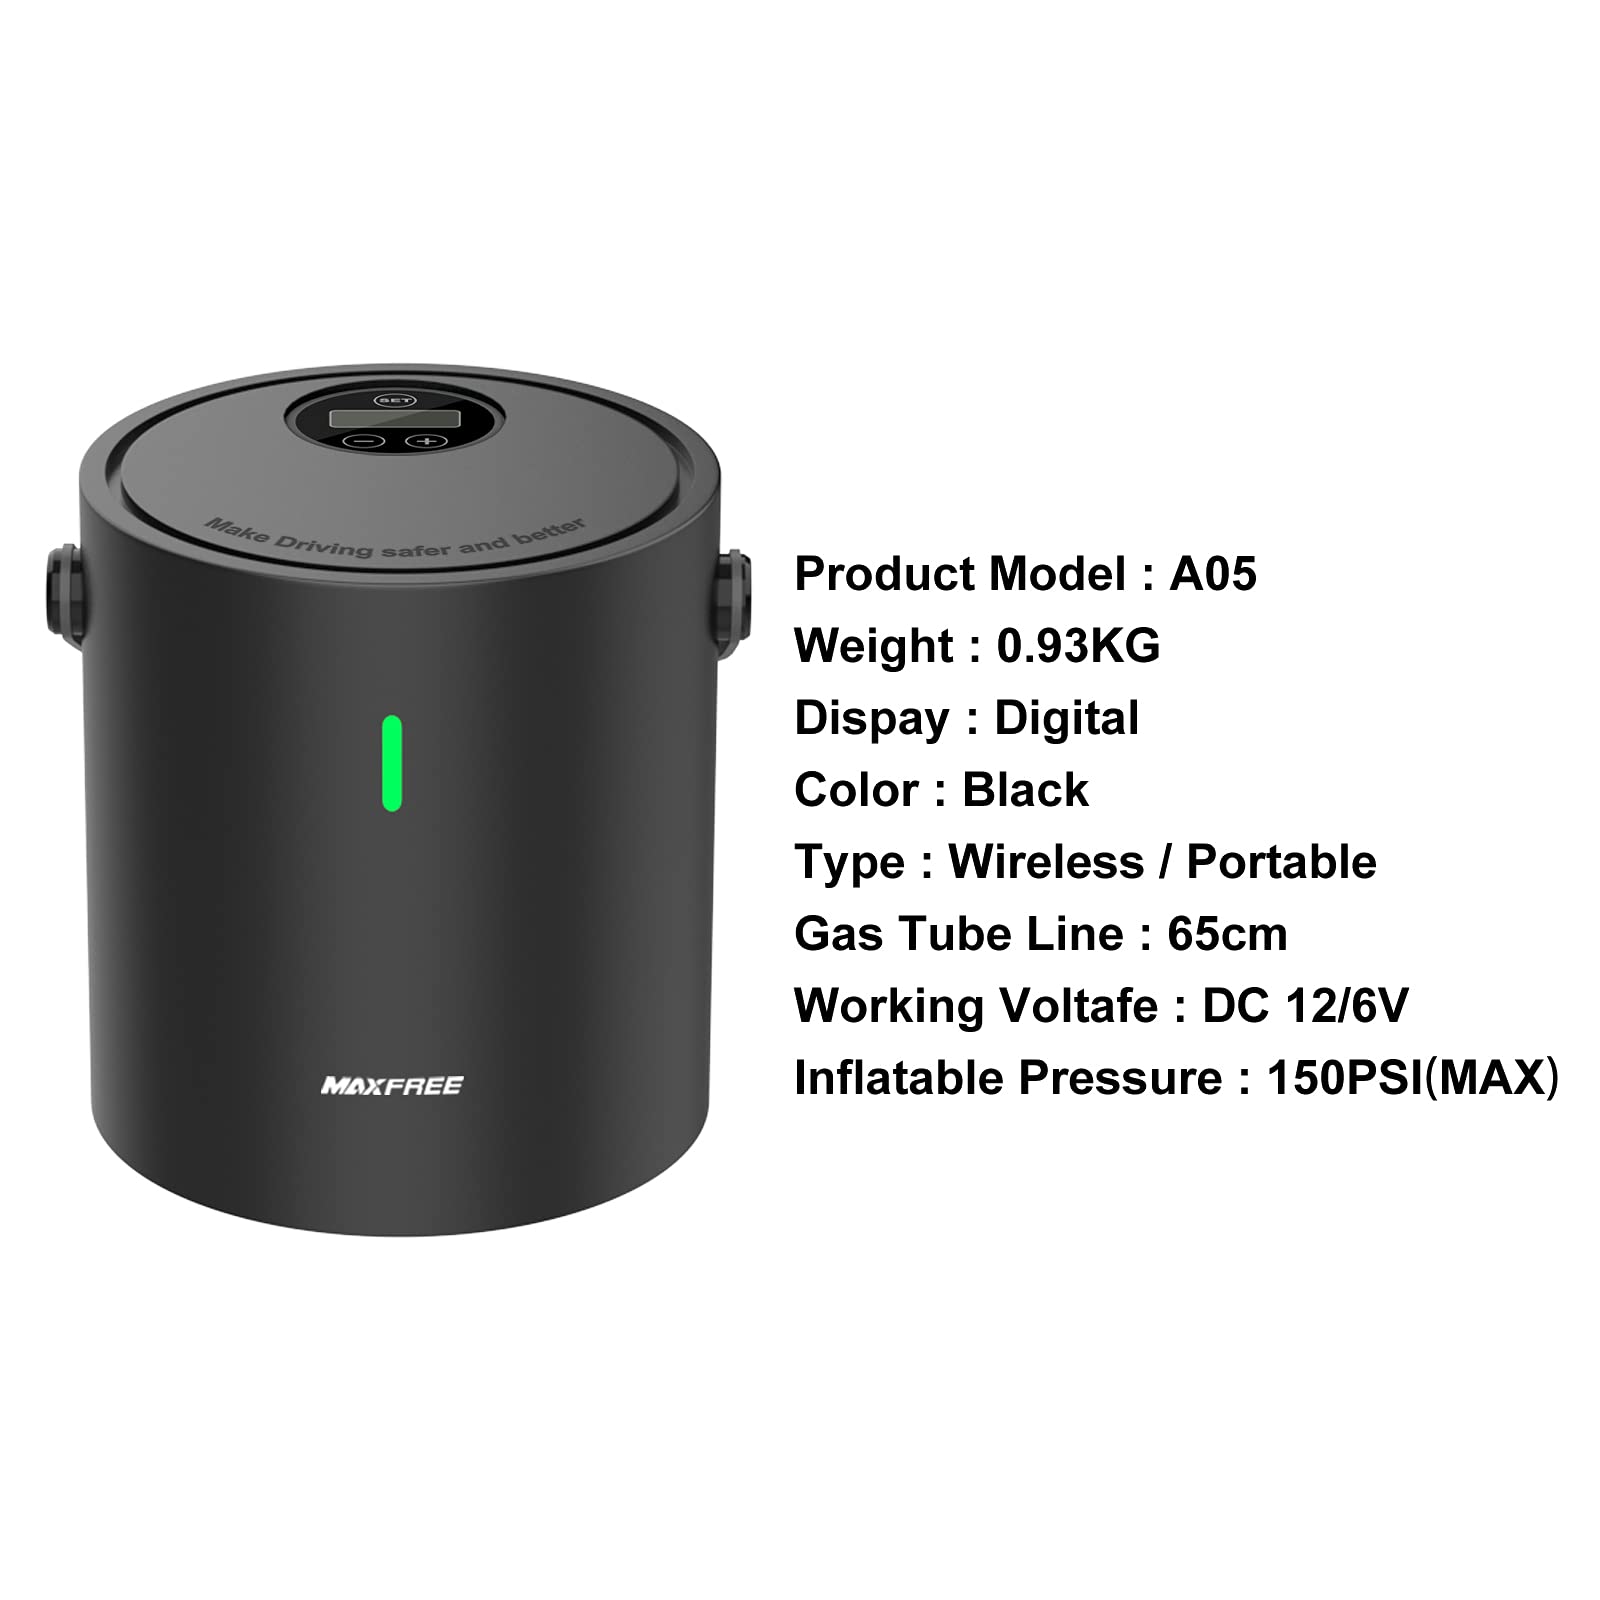 SET
Make Driving safer and better
MAXFREE
Product Model : A05
Weight : 0.93KG
Dispay : Digital
Color : Black
Type : Wireless / Portable
Gas Tube Line : 65cm
Working Voltafe : DC 12/6V
Inflatable Pressure : 150PSI(MAX)